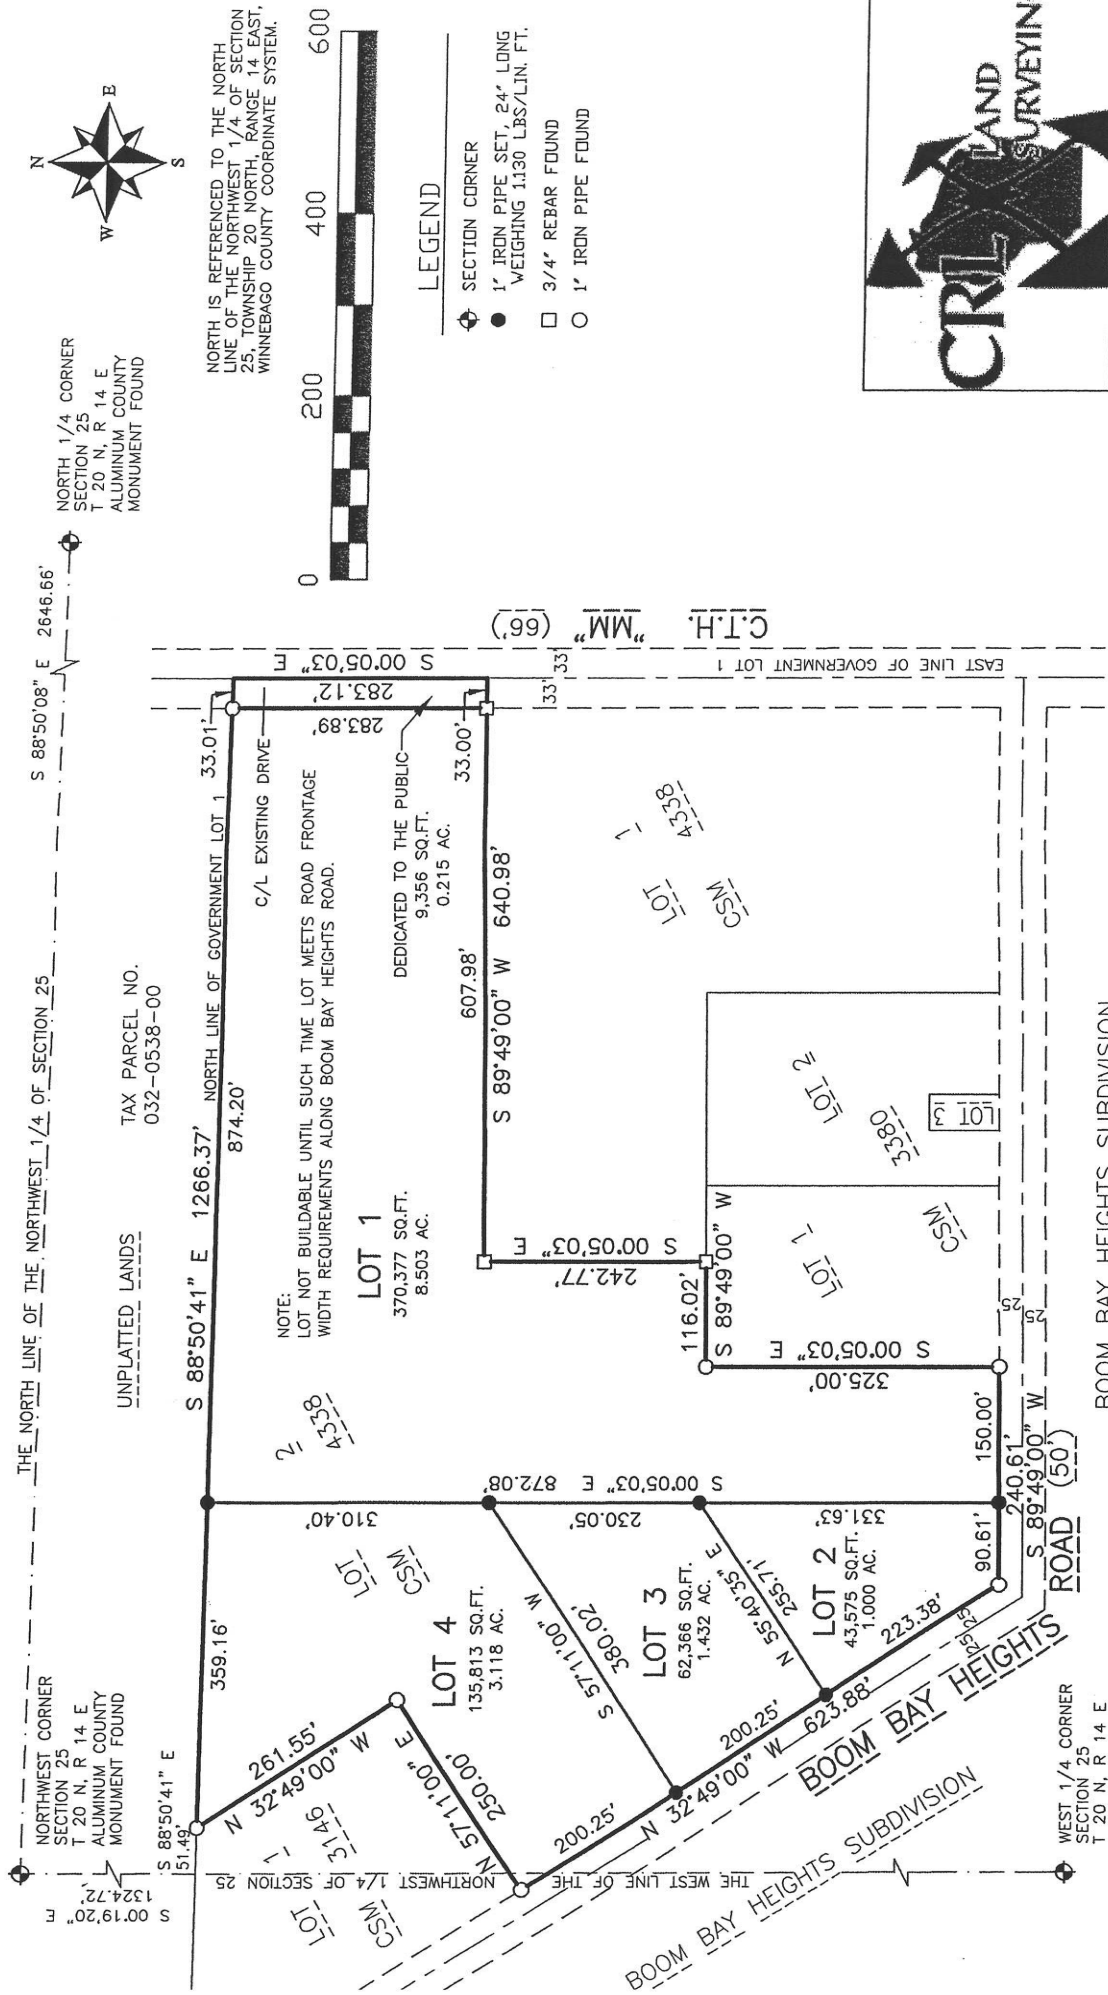 N
E
S
W
NORTH IS REFERENCED TO THE NORTH
LINE OF THE NORTHWEST 1/4 OF SECTION
25, TOWNSHIP 20 NORTH, RANGE 14 EAST,
WINNEBAGO COUNTY COORDINATE SYSTEM.
0
200
400
600
LEGEND
SECTION CORNER
1" IRON PIPE SET, 24" LONG
WEIGHING 1.130 LBS/LIN. FT.
3/4" REBAR FOUND
1" IRON PIPE FOUND
CRL
LAND
SURVEYIN
NORTH 1/4 CORNER
SECTION 25
T 20 N, R 14 E
ALUMINUM COUNTY
MONUMENT FOUND
S 88°50'08" E 2646.66'
THE NORTH LINE OF THE NORTHWEST 1/4 OF SECTION 25
NORTHWEST CORNER
SECTION 25
T 20 N, R 14 E
ALUMINUM COUNTY
MONUMENT FOUND
S 00°19'20" E
1324.72'
S 88°50'41" E
51.49'
UNPLATTED LANDS
TAX PARCEL NO.
032-0538-00
S 88°50'41" E 1266.37'
NORTH LINE OF GOVERNMENT LOT 1
359.16'
874.20'
33.01'
C/L EXISTING DRIVE
S 00°05'03" E
283.12'
283.89'
C.T.H. "MM" (66')
33' 33'
EAST LINE OF GOVERNMENT LOT 1
NOTE:
LOT NOT BUILDABLE UNTIL SUCH TIME LOT MEETS ROAD FRONTAGE
WIDTH REQUIREMENTS ALONG BOOM BAY HEIGHTS ROAD.
DEDICATED TO THE PUBLIC
9,356 SQ.FT.
0.215 AC.
33.00'
LOT 1
370,377 SQ.FT.
8.503 AC.
607.98'
S 89°49'00" W 640.98'
S 00°05'03" E
242.77'
116.02'
S 89°49'00" W
S 00°05'03" E
325.00'
LOT 1
CSM 4338
LOT 2
LOT 1
CSM 3380
LOT 3
LOT 2
CSM 4338
310.40'
872.08'
S 00°05'03" E
230.05'
331.63'
LOT 4
135,813 SQ.FT.
3.118 AC.
261.55'
N 32°49'00" W
N 57°11'00" E
250.00'
LOT 1
CSM 3146
S 57°11'00" W
380.02'
LOT 3
62,366 SQ.FT.
1.432 AC.
N 55°40'35" E
255.71'
LOT 2
43,575 SQ.FT.
1.000 AC.
200.25'
200.25'
223.38'
N 32°49'00" W 623.88'
90.61'
150.00'
240.61'
S 89°49'00" W
25 25
25
25
BOOM BAY HEIGHTS
ROAD (50')
THE WEST LINE OF THE NORTHWEST 1/4 OF SECTION 25
BOOM BAY HEIGHTS SUBDIVISION
BOOM BAY HEIGHTS SUBDIVISION
WEST 1/4 CORNER
SECTION 25
T 20 N, R 14 E